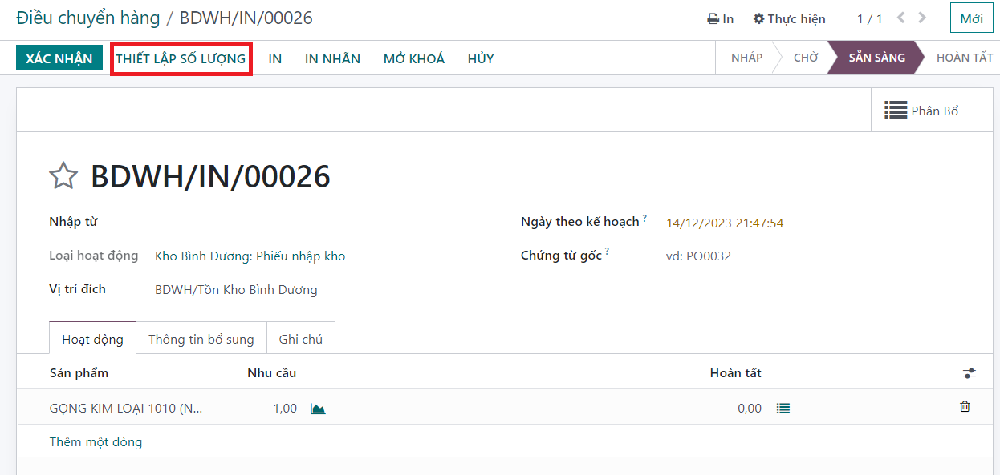 Điều chuyển hàng / BDWH/IN/00026
In
Thực hiện
1 / 1
Mới
XÁC NHẬN
THIẾT LẬP SỐ LƯỢNG
IN
IN NHÃN
MỞ KHOÁ
HỦY
NHÁP
CHỜ
SẴN SÀNG
HOÀN TẤT
Phân Bổ
BDWH/IN/00026
Nhập từ
Ngày theo kế hoạch ? 14/12/2023 21:47:54
Loại hoạt động Kho Bình Dương: Phiếu nhập kho
Chứng từ gốc ? vd: PO0032
Vị trí đích BDWH/Tồn Kho Bình Dương
Hoạt động
Thông tin bổ sung
Ghi chú
Sản phẩm Nhu cầu Hoàn tất
GỌNG KIM LOẠI 1010 (N... 1,00 0,00
Thêm một dòng